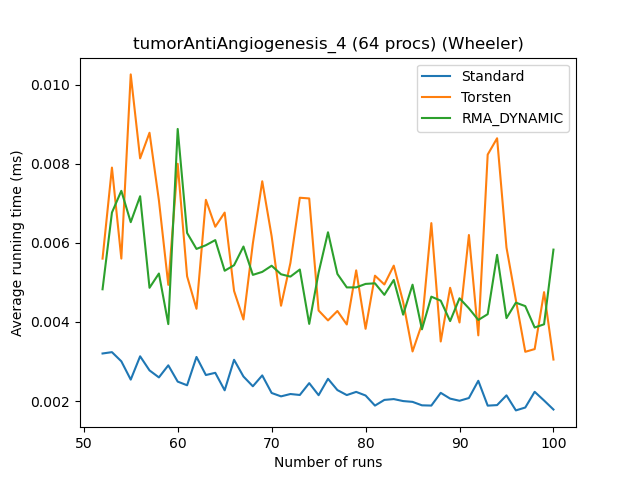 tumorAntiAngiogenesis_4 (64 procs) (Wheeler)
Standard
Torsten
RMA_DYNAMIC
Average running time (ms)
0.010
0.008
0.006
0.004
0.002
50 60 70 80 90 100
Number of runs